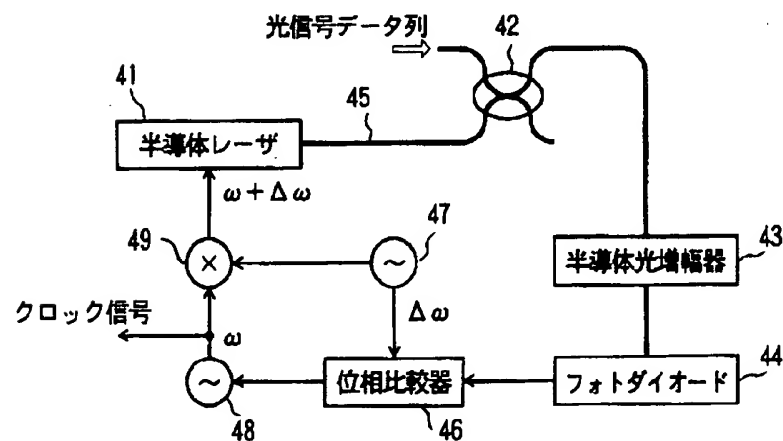 光信号データ列
42
41
45
半導体レーザ
ω+Δω
47
43
49
×
~
半導体光増幅器
クロック信号
Δω
ω
44
~
位相比較器
フォトダイオード
48
46